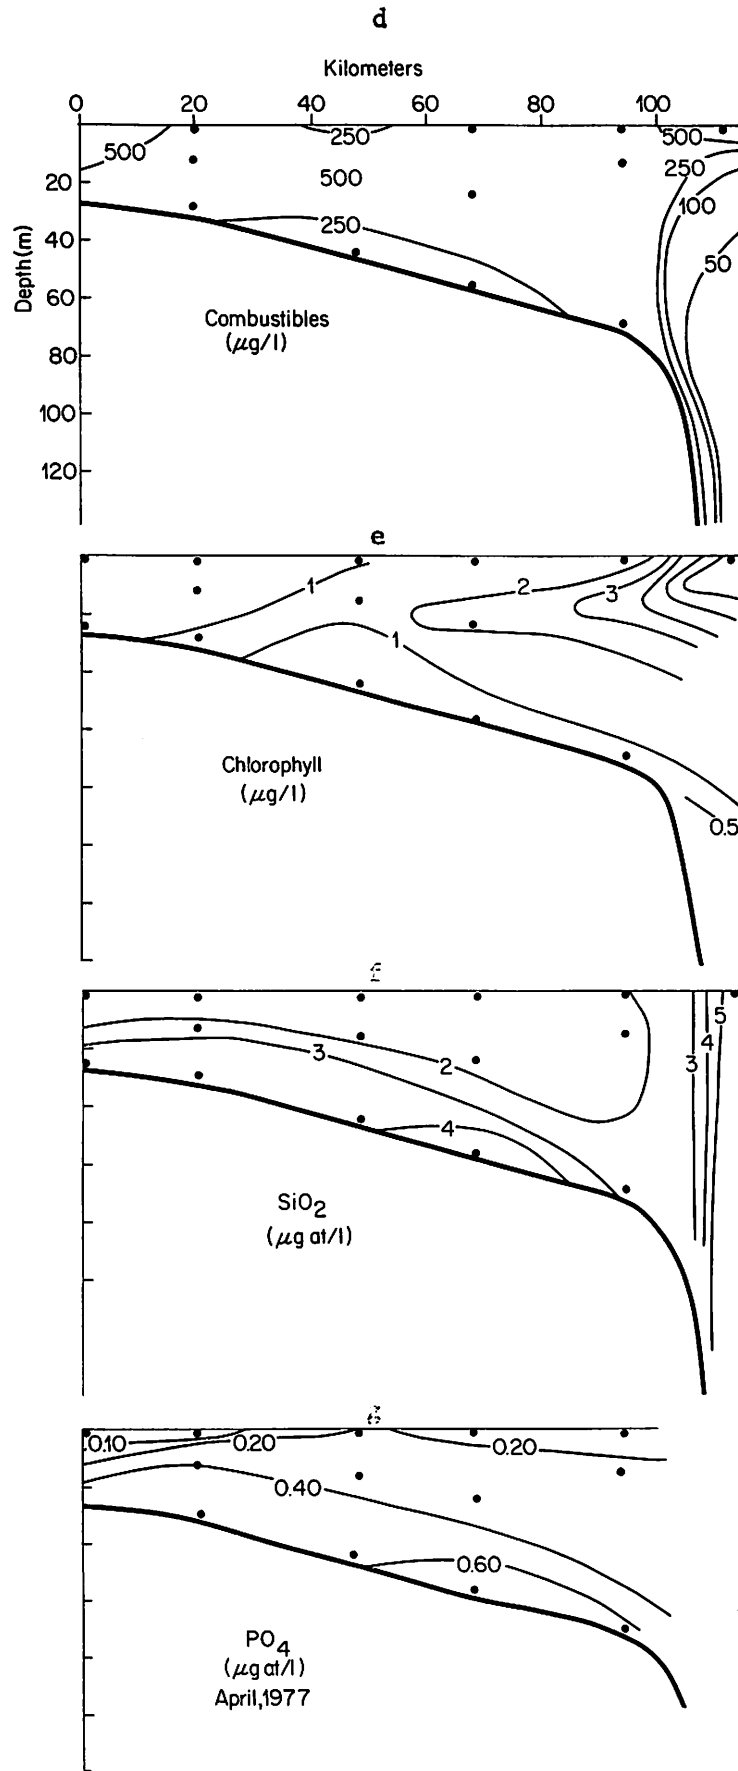 d
Kilometers
0 20 40 60 80 100
500 250 500
250
500
100
20
250
40
50
Depth(m)
60
Combustibles
(μg/l)
80
100
120
e
1 2 3
1
Chlorophyll
(μg/l)
0.5
f
5
4
3 2 3
4
SiO2
(μg at/l)
0.10 0.20 0.20
0.40
0.60
PO4
(μg at/l)
April, 1977